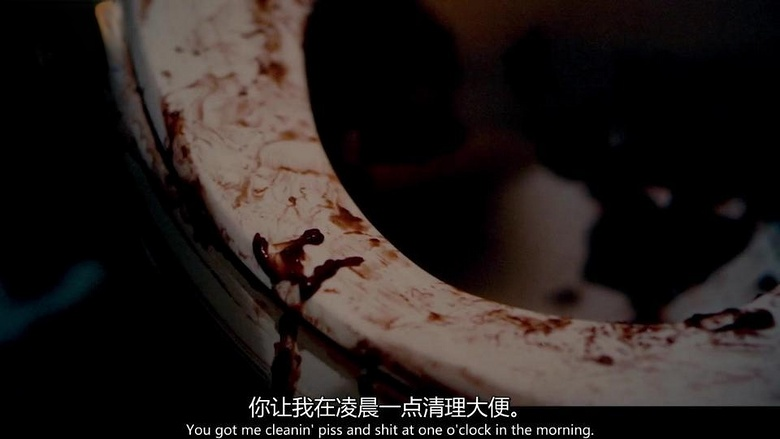 你让我在凌晨一点清理大便。
You got me cleanin' piss and shit at one o'clock in the morning.